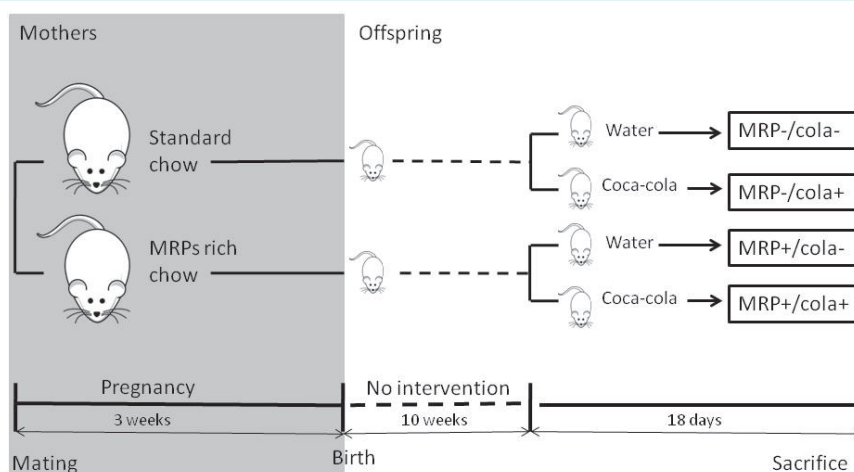 Mothers
Offspring
Standard
chow
Water
MRP-/cola-
Coca-cola
MRP-/cola+
MRPs rich
chow
Water
MRP+/cola-
Coca-cola
MRP+/cola+
Pregnancy
No intervention
3 weeks
10 weeks
18 days
Mating
Birth
Sacrifice